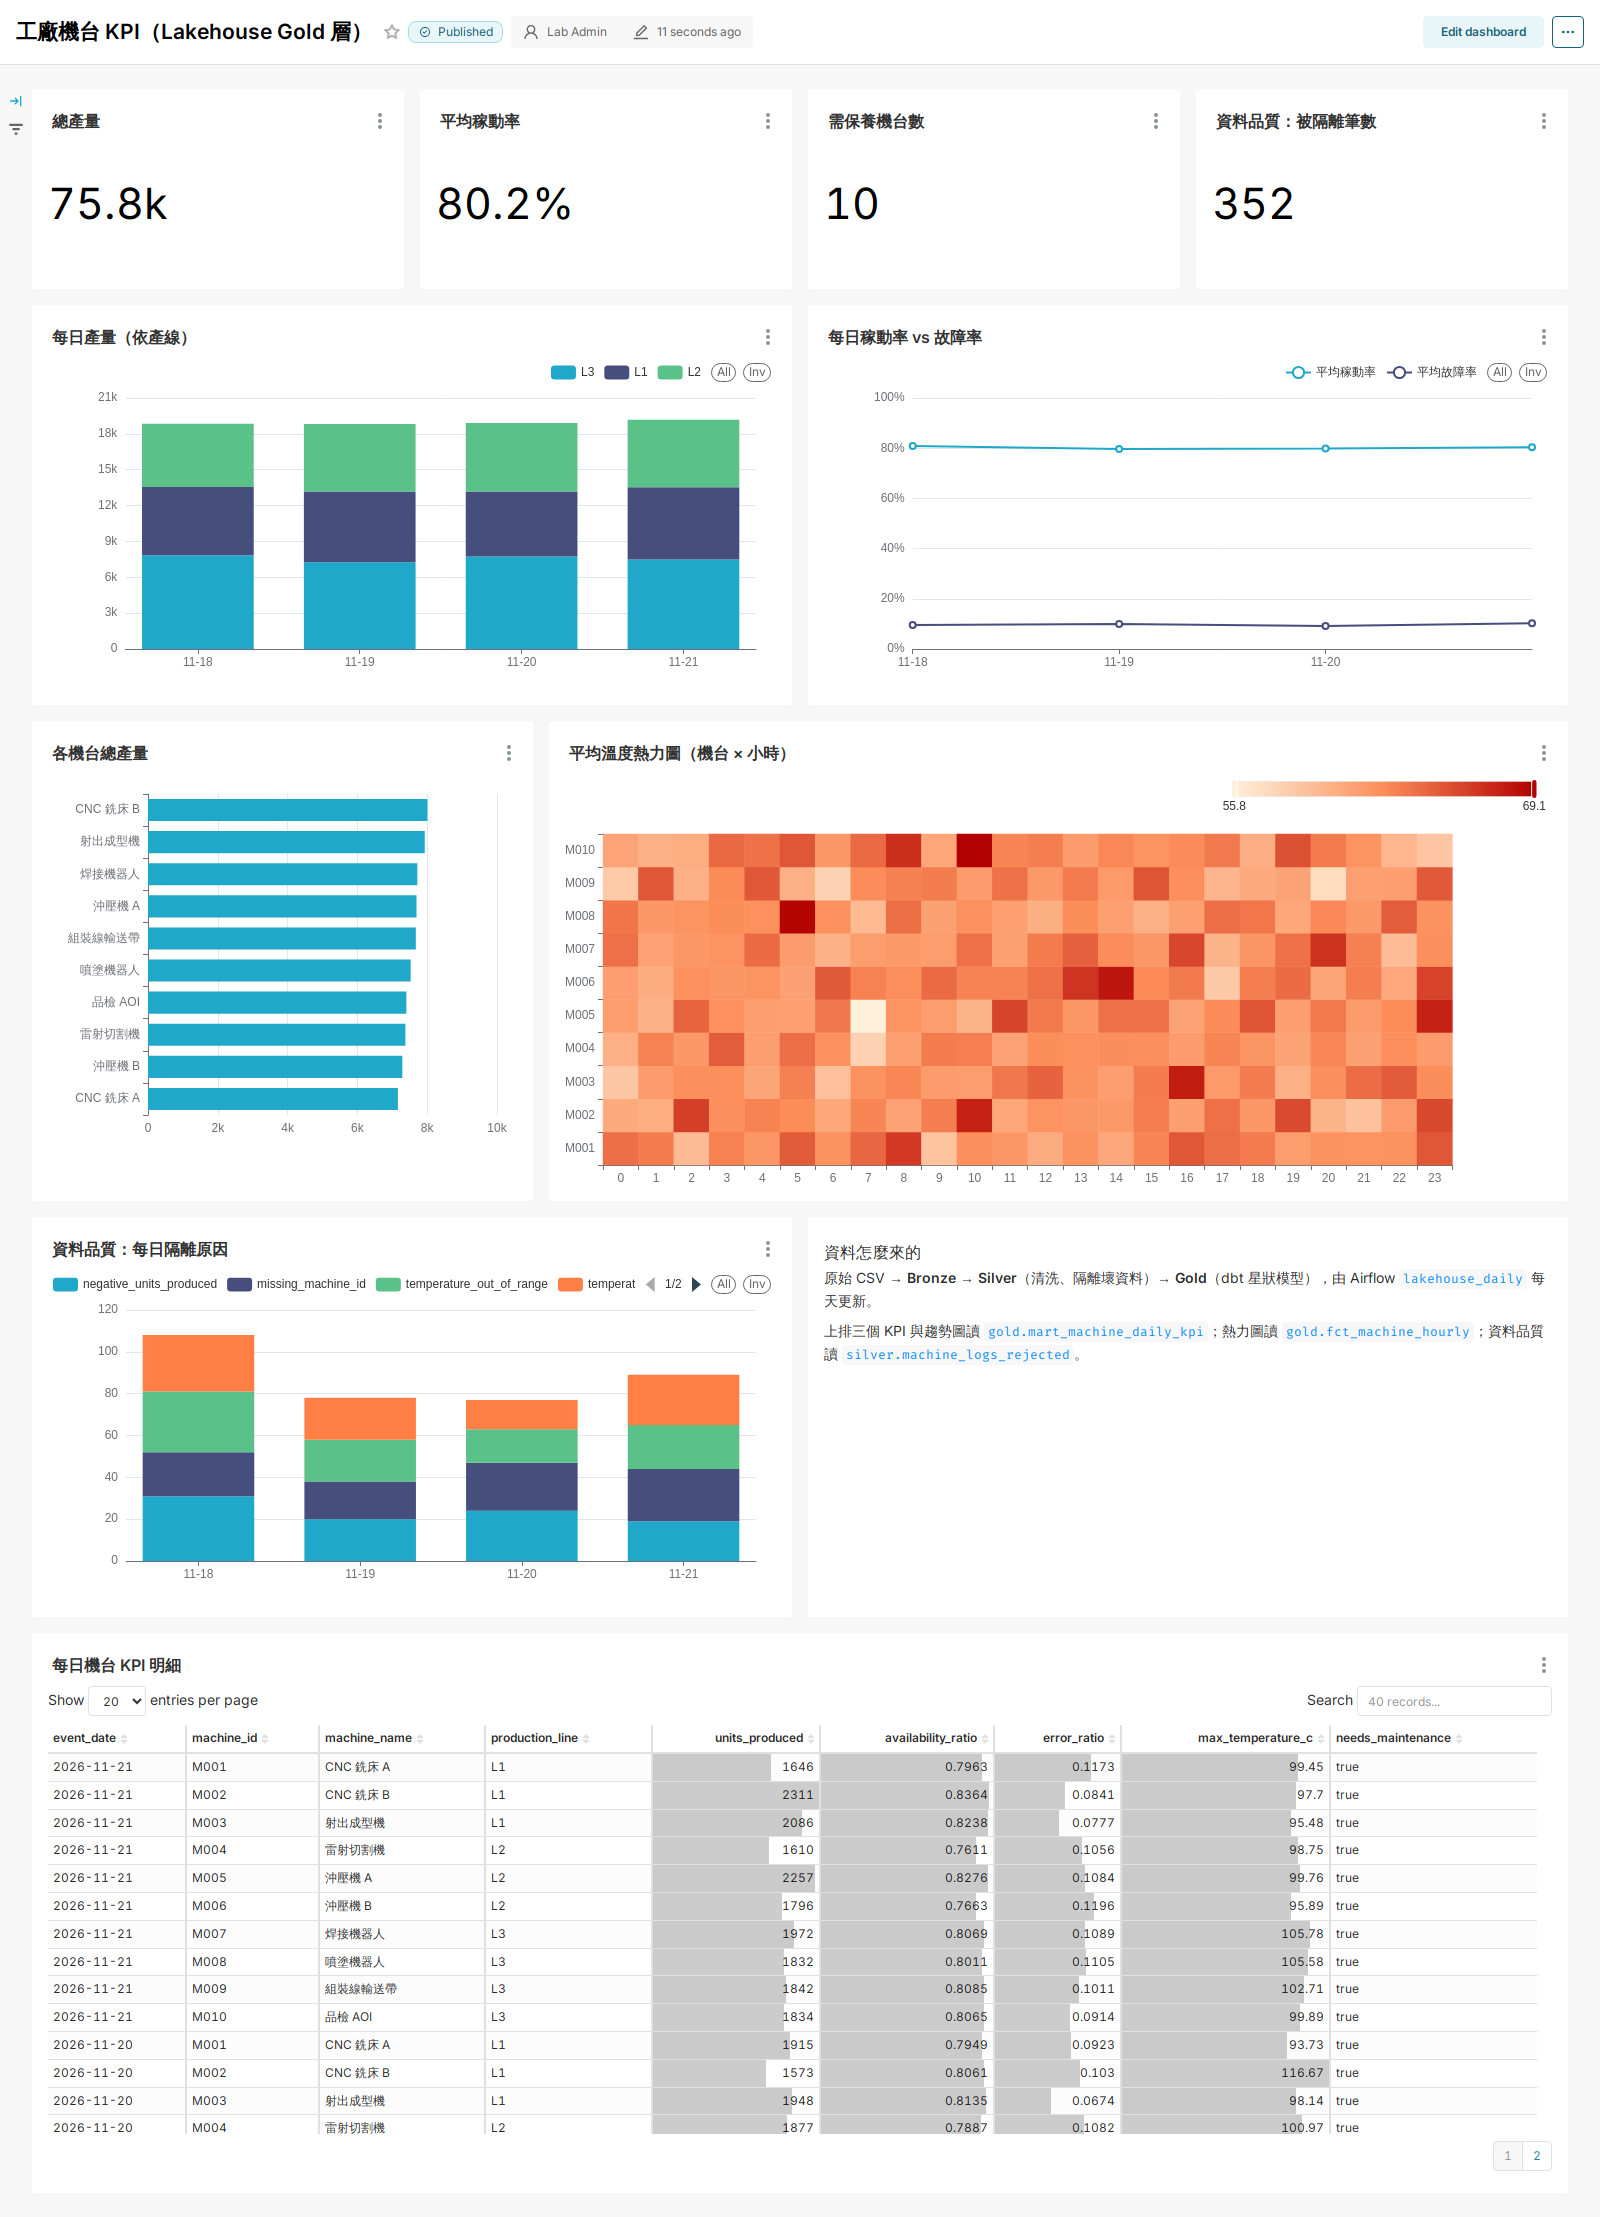 工廠機台 KPI（Lakehouse Gold 層）
Published
Lab Admin
11 seconds ago
Edit dashboard
總產量
75.8k
平均稼動率
80.2%
需保養機台數
10
資料品質：被隔離筆數
352
每日產量（依產線）
L3 L1 L2 All Inv
21k
18k
15k
12k
9k
6k
3k
0
11-18 11-19 11-20 11-21
每日稼動率 vs 故障率
平均稼動率 平均故障率 All Inv
100%
80%
60%
40%
20%
0%
11-18 11-19 11-20
各機台總產量
CNC 銑床 B
射出成型機
焊接機器人
沖壓機 A
組裝線輸送帶
噴塗機器人
品檢 AOI
雷射切割機
沖壓機 B
CNC 銑床 A
0 2k 4k 6k 8k 10k
平均溫度熱力圖（機台 × 小時）
55.8 69.1
M010
M009
M008
M007
M006
M005
M004
M003
M002
M001
0 1 2 3 4 5 6 7 8 9 10 11 12 13 14 15 16 17 18 19 20 21 22 23
資料品質：每日隔離原因
negative_units_produced missing_machine_id temperature_out_of_range temperat 1/2 All Inv
120
100
80
60
40
20
0
11-18 11-19 11-20 11-21
資料怎麼來的
原始 CSV → Bronze → Silver（清洗、隔離壞資料）→ Gold（dbt 星狀模型），由 Airflow lakehouse_daily 每
天更新。
上排三個 KPI 與趨勢圖讀 gold.mart_machine_daily_kpi；熱力圖讀 gold.fct_machine_hourly；資料品質
讀 silver.machine_logs_rejected。
每日機台 KPI 明細
Show 20 entries per page
Search 40 records...
event_date machine_id machine_name production_line units_produced availability_ratio error_ratio max_temperature_c needs_maintenance
2026-11-21 M001 CNC 銑床 A L1 1646 0.7963 0.1173 99.45 true
2026-11-21 M002 CNC 銑床 B L1 2311 0.8364 0.0841 97.7 true
2026-11-21 M003 射出成型機 L1 2086 0.8238 0.0777 95.48 true
2026-11-21 M004 雷射切割機 L2 1610 0.7611 0.1056 98.75 true
2026-11-21 M005 沖壓機 A L2 2257 0.8276 0.1084 99.76 true
2026-11-21 M006 沖壓機 B L2 1796 0.7663 0.1196 95.89 true
2026-11-21 M007 焊接機器人 L3 1972 0.8069 0.1089 105.78 true
2026-11-21 M008 噴塗機器人 L3 1832 0.8011 0.1105 105.58 true
2026-11-21 M009 組裝線輸送帶 L3 1842 0.8085 0.1011 102.71 true
2026-11-21 M010 品檢 AOI L3 1834 0.8065 0.0914 99.89 true
2026-11-20 M001 CNC 銑床 A L1 1915 0.7949 0.0923 93.73 true
2026-11-20 M002 CNC 銑床 B L1 1573 0.8061 0.103 116.67 true
2026-11-20 M003 射出成型機 L1 1948 0.8135 0.0674 98.14 true
2026-11-20 M004 雷射切割機 L2 1877 0.7887 0.1082 100.97 true
1 2